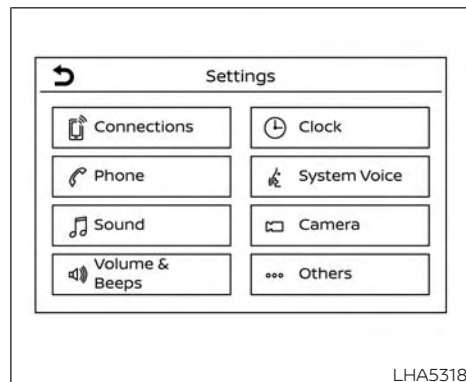 Settings
Connections
Clock
Phone
System Voice
Sound
Camera
Volume &
Beeps
Others
LHA5318